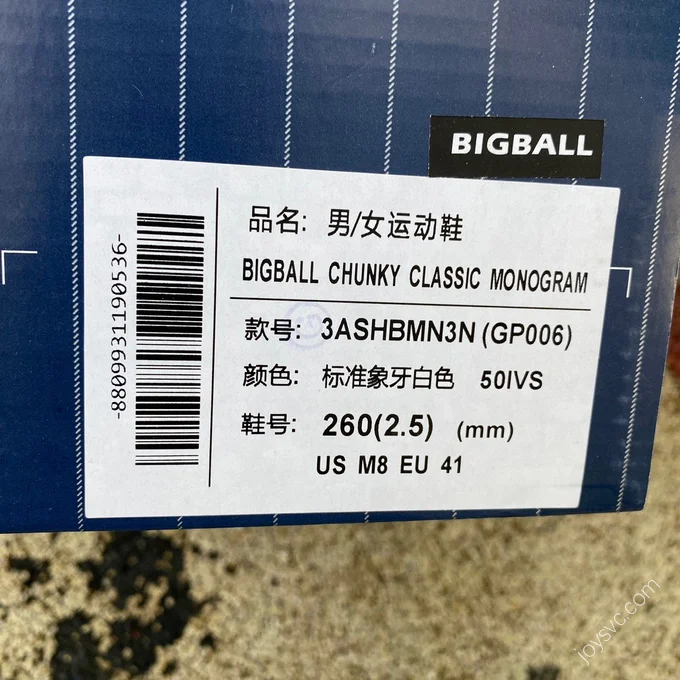 BIGBALL
品名: 男/女运动鞋
BIGBALL CHUNKY CLASSIC MONOGRAM
款号: 3ASHBMN3N (GP006)
颜色: 标准象牙白色 50IVS
鞋号: 260(2.5) (mm)
US M8 EU 41
-8809931190536-
joysvc.com